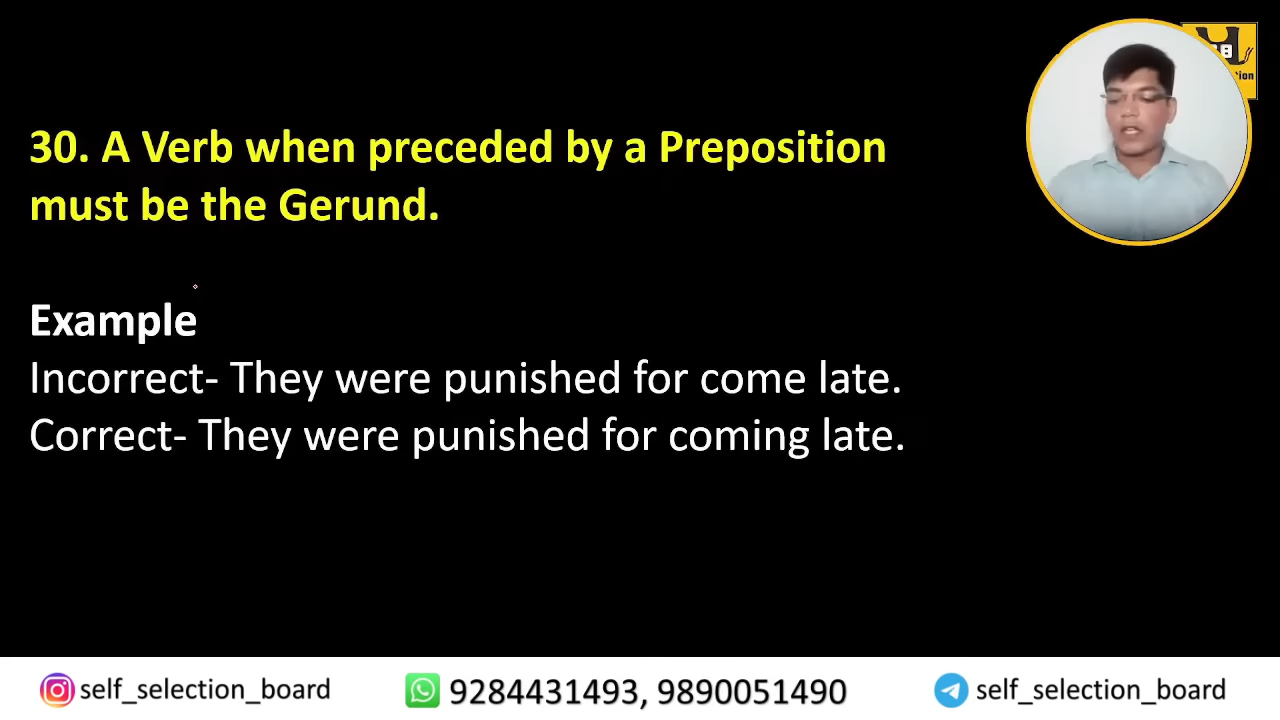 30. A Verb when preceded by a Preposition
must be the Gerund.
Example
Incorrect- They were punished for come late.
Correct- They were punished for coming late.
self_selection_board
9284431493, 9890051490
self_selection_board